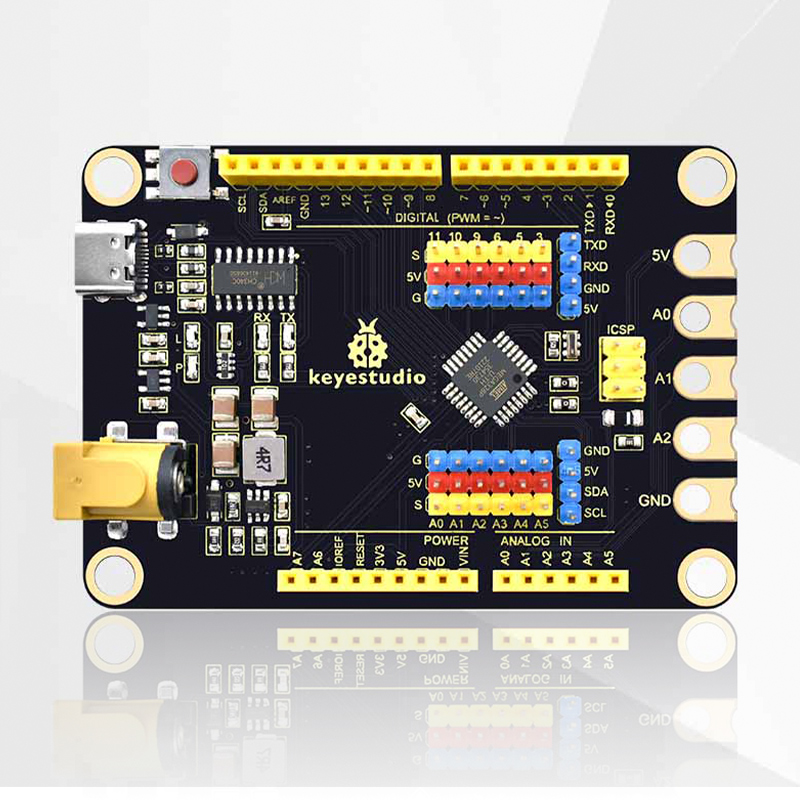 SCL SDA AREF GND 13 12 ~11 ~10 ~9 8 7 ~6 ~5 4 ~3 2 TXD▸1 RXD◂0
DIGITAL (PWM = ~)
11 10 9 6 5 3
S
5V
G
TXD
RXD
GND
5V
5V
A0
A1
A2
GND
WCH
CH340C
RX TX
L
P
ICSP
keyestudio
ATMEL
4R7
G
5V
S
A0 A1 A2 A3 A4 A5
GND
5V
SDA
SCL
POWER
ANALOG IN
A7 A6 IOREF RESET 3V3 5V GND VIN A0 A1 A2 A3 A4 A5